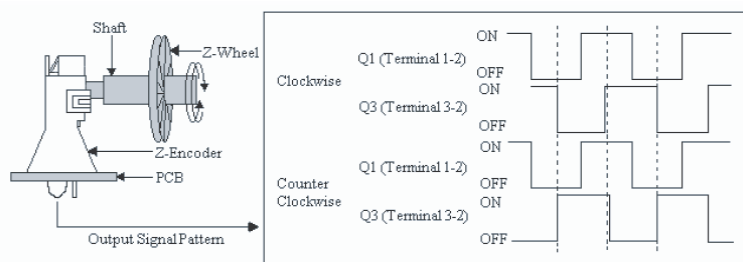 Shaft
Z-Wheel
Z-Encoder
PCB
Output Signal Pattern
Clockwise
Q1 (Terminal 1-2)
ON
OFF
Q3 (Terminal 3-2)
ON
OFF
Counter
Clockwise
Q1 (Terminal 1-2)
ON
OFF
Q3 (Terminal 3-2)
ON
OFF